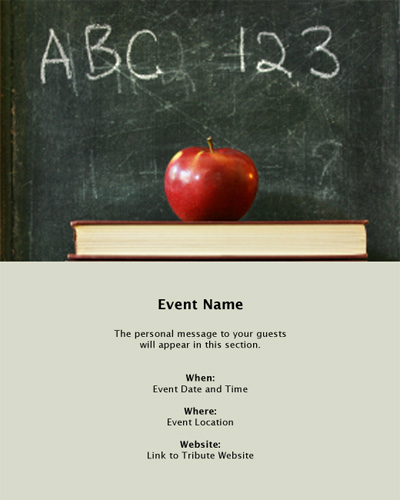 ABC 123
Event Name
The personal message to your guests
will appear in this section.
When:
Event Date and Time
Where:
Event Location
Website:
Link to Tribute Website